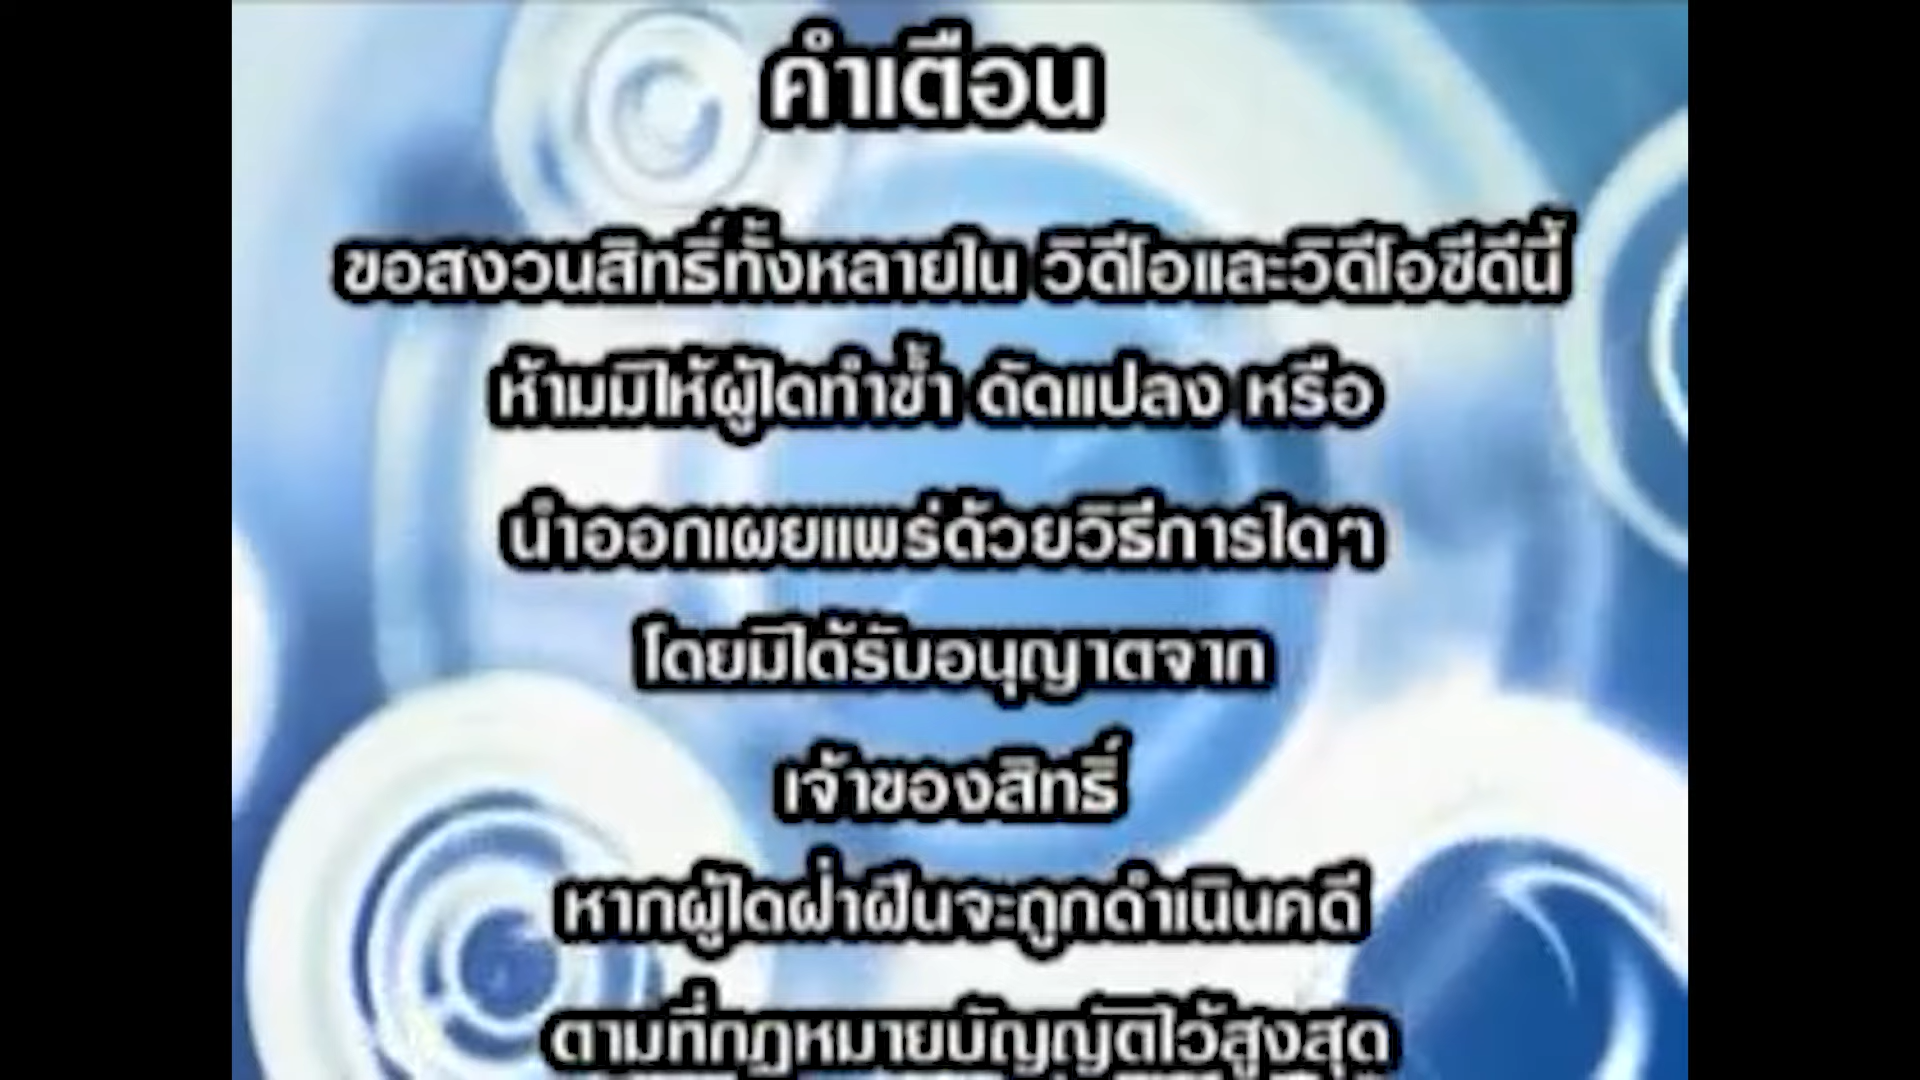 คำเตือน
ขอสงวนสิทธิ์ทั้งหลายใน วิดีโอและวิดีโอซีดีนี้
ห้ามมิให้ผู้ใดทำซ้ำ ดัดแปลง หรือ
นำออกเผยแพร่ด้วยวิธีการใดๆ
โดยมิได้รับอนุญาตจาก
เจ้าของสิทธิ์
หากผู้ใดฝ่าฝืนจะถูกดำเนินคดี
ตามที่กฎหมายบัญญัติไว้สูงสุด